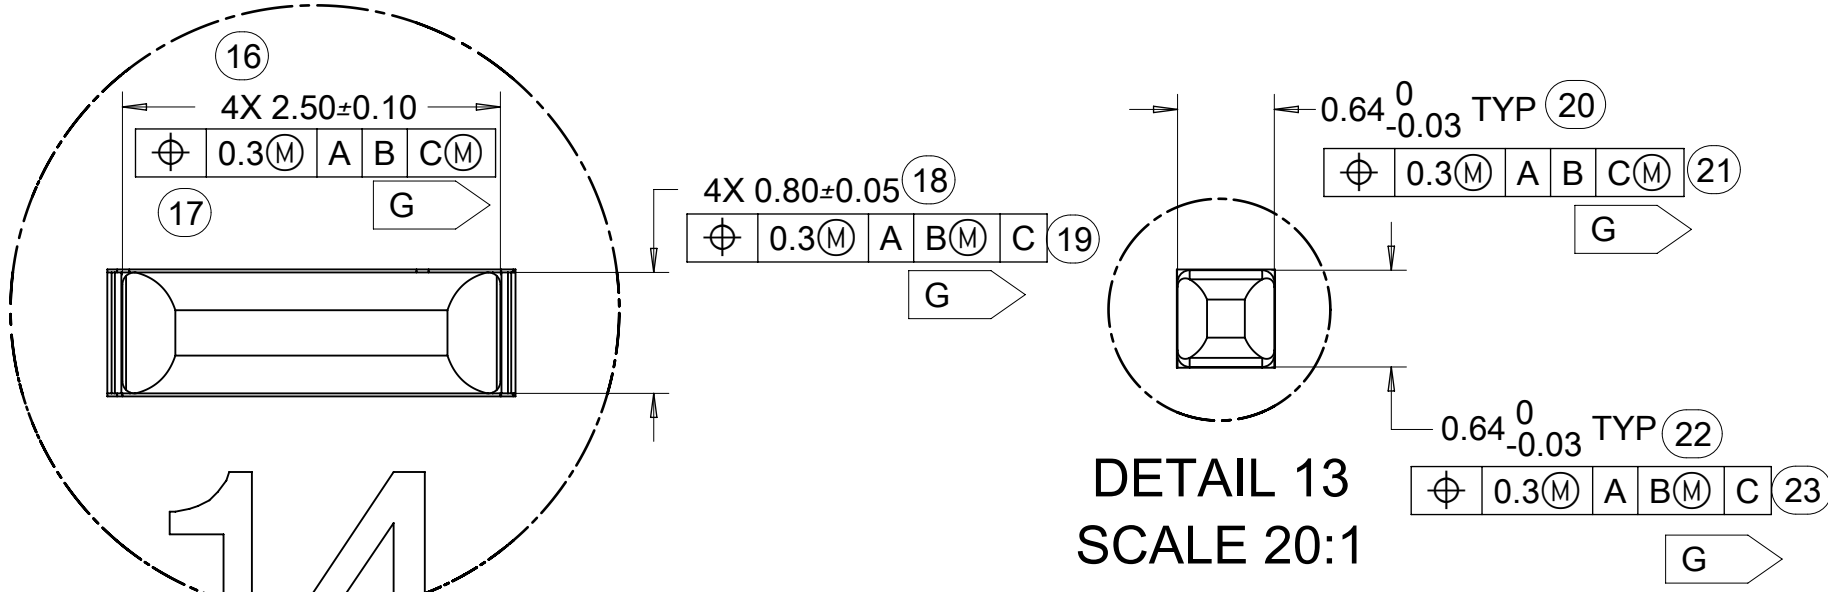 16
4X 2.50±0.10
⌖ 0.3Ⓜ A B CⓂ
17
G
4X 0.80±0.05 18
⌖ 0.3Ⓜ A BⓂ C 19
G
0.64 0 -0.03 TYP 20
⌖ 0.3Ⓜ A B CⓂ 21
G
0.64 0 -0.03 TYP 22
⌖ 0.3Ⓜ A BⓂ C 23
G
DETAIL 13
SCALE 20:1
14